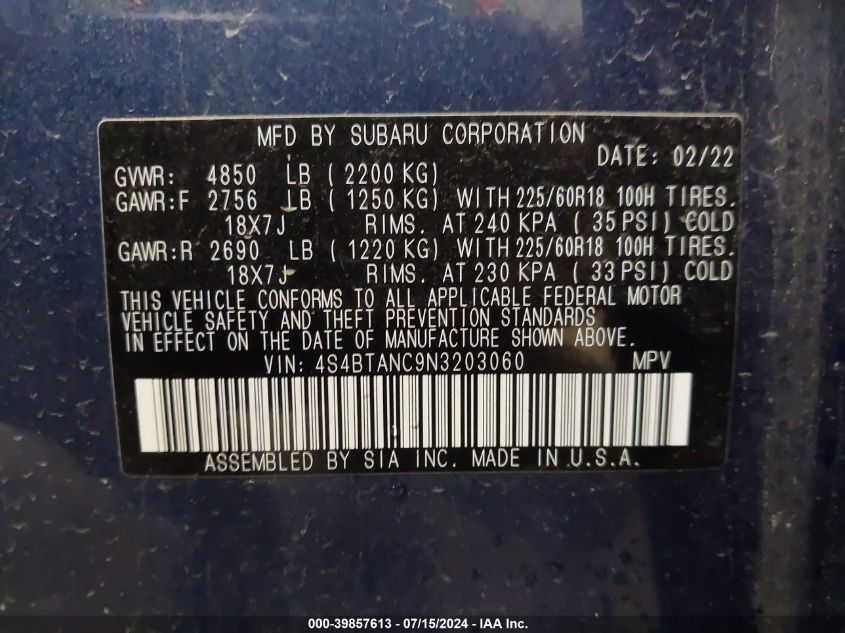 MFD BY SUBARU CORPORATION
DATE: 02/22
GVWR: 4850 LB ( 2200 KG)
GAWR:F 2756 LB ( 1250 KG) WITH 225/60R18 100H TIRES.
18X7J RIMS. AT 240 KPA ( 35 PSI) COLD
GAWR:R 2690 LB ( 1220 KG) WITH 225/60R18 100H TIRES.
18X7J RIMS. AT 230 KPA ( 33 PSI) COLD
THIS VEHICLE CONFORMS TO ALL APPLICABLE FEDERAL MOTOR
VEHICLE SAFETY AND THEFT PREVENTION STANDARDS
IN EFFECT ON THE DATE OF MANUFACTURE SHOWN ABOVE.
VIN: 4S4BTANC9N3203060 MPV
ASSEMBLED BY SIA INC. MADE IN U.S.A.
000-39857613 - 07/15/2024 - IAA Inc.